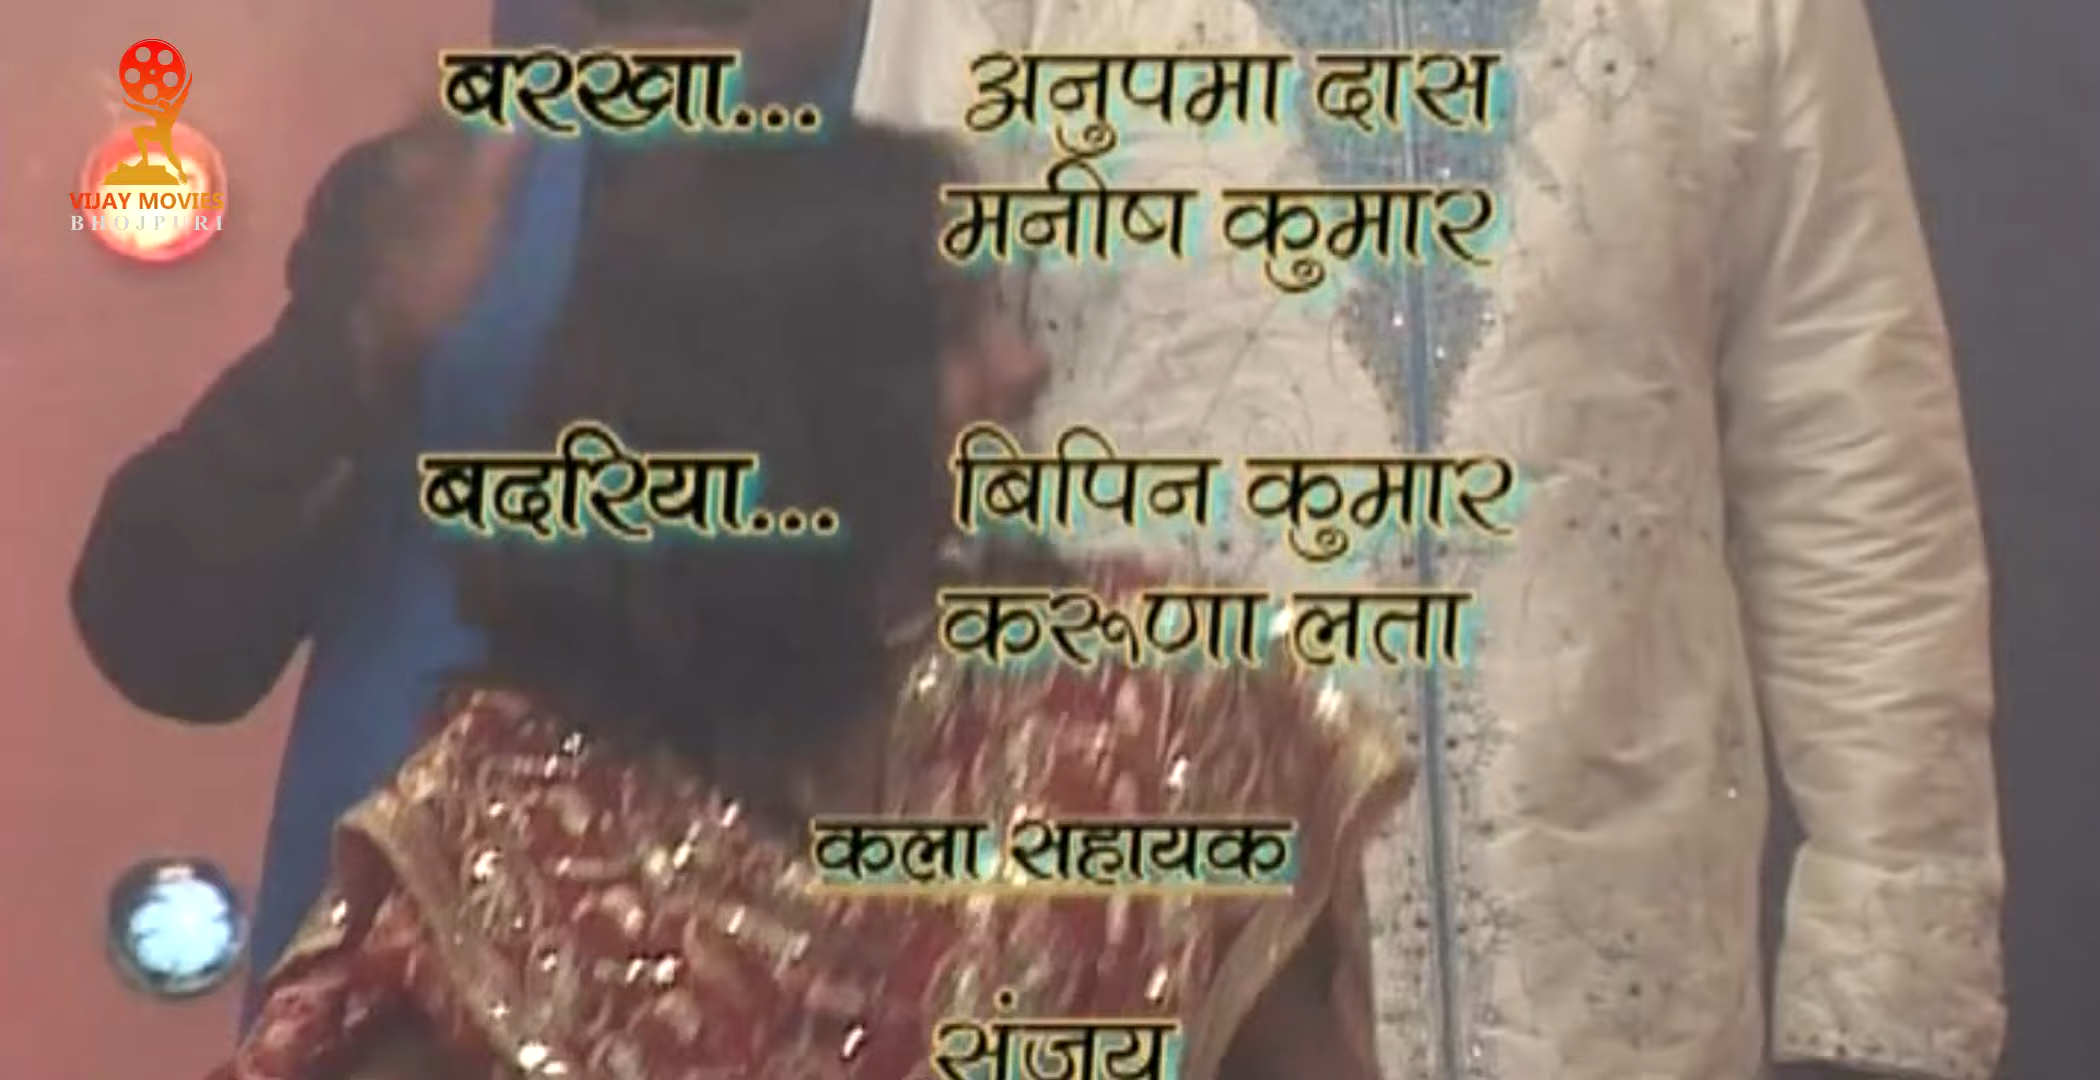 VIJAY MOVIES
BHOJPURI
बरखा... अनुपमा दास
मनीष कुमार
बदरिया... बिपिन कुमार
करूणा लता
कला सहायक
संजय